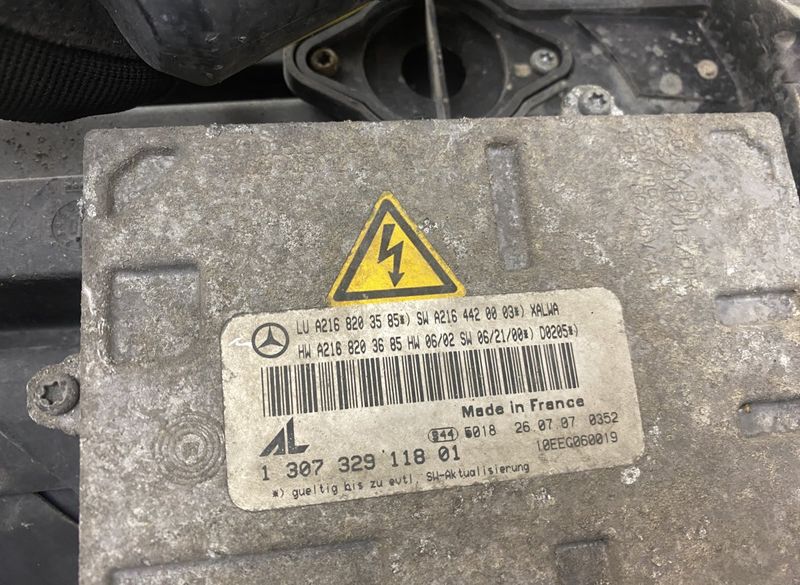 LU A216 820 35 85*) SW A216 442 00 03*) XALWA
HW A216 820 36 85 HW 06/02 SW 06/21/00*) D0205*)
Made in France
AL
S44 5018 26.07.07 0352
1 307 329 118 01
10EEG060019
*) gueltig bis zu evtl. SW-Aktualisierung